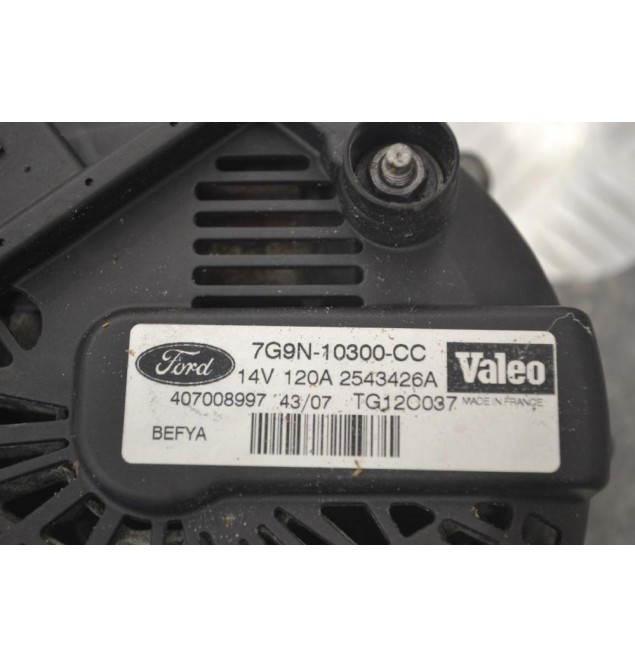 Ford
7G9N-10300-CC
14V 120A 2543426A
Valeo
MADE IN FRANCE
407008997 43/07 TG12C037
BEFYA